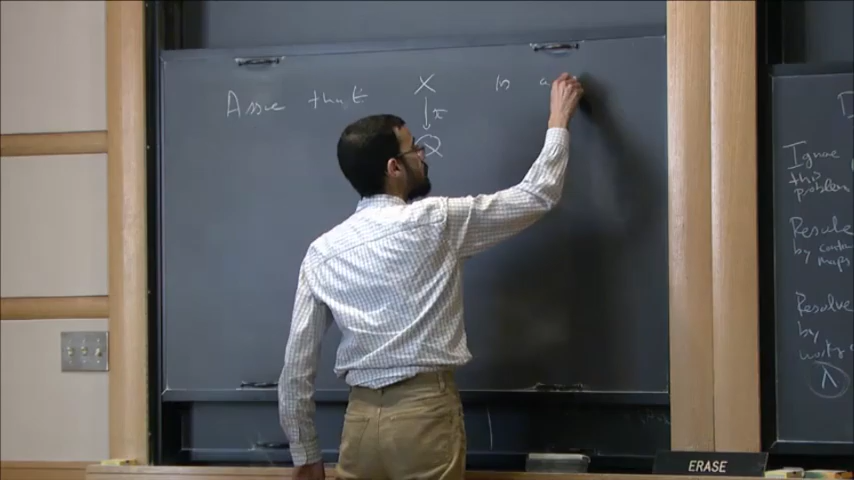 Assume that X is a
π
Q
Ignore
this
problem
Resolve
by
maps
Resolve
by
λ
ERASE